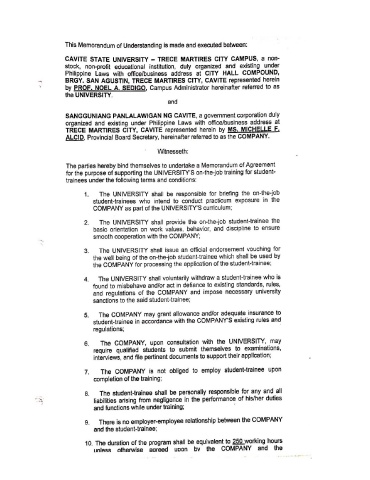 This Memorandum of Understanding is made and executed between:
CAVITE STATE UNIVERSITY – TRECE MARTIRES CITY CAMPUS, a non-
stock, non-profit educational institution, duly organized and existing under
Philippine Laws with office/business address at CITY HALL COMPOUND,
BRGY. SAN AGUSTIN, TRECE MARTIRES CITY, CAVITE represented herein
by PROF. NOEL A. SEDIGO, Campus Administrator hereinafter referred to as
the UNIVERSITY.
and
SANGGUNIANG PANLALAWIGAN NG CAVITE, a government corporation duly
organized and existing under Philippine Laws with office/business address at
TRECE MARTIRES CITY, CAVITE represented herein by MS. MICHELLE F.
ALCID, Provincial Board Secretary, hereinafter referred to as the COMPANY.
Witnesseth:
The parties hereby bind themselves to undertake a Memorandum of Agreement
for the purpose of supporting the UNIVERSITY'S on-the-job training for student-
trainees under the following terms and conditions:
1. The UNIVERSITY shall be responsible for briefing the on-the-job
student-trainees who intend to conduct practicum exposure in the
COMPANY as part of the UNIVERSITY'S curriculum;
2. The UNIVERSITY shall provide the on-the-job student-trainee the
basic orientation on work values, behavior, and discipline to ensure
smooth cooperation with the COMPANY;
3. The UNIVERSITY shall issue an official endorsement vouching for
the well being of the on-the-job student-trainee which shall be used by
the COMPANY for processing the application of the student-trainee;
4. The UNIVERSITY shall voluntarily withdraw a student-trainee who is
found to misbehave and/or act in defiance to existing standards, rules,
and regulations of the COMPANY and impose necessary university
sanctions to the said student-trainee;
5. The COMPANY may grant allowance and/or adequate insurance to
student-trainee in accordance with the COMPANY'S existing rules and
regulations;
6. The COMPANY, upon consultation with the UNIVERSITY, may
require qualified students to submit themselves to examinations,
interviews, and file pertinent documents to support their application;
7. The COMPANY is not obliged to employ student-trainee upon
completion of the training;
8. The student-trainee shall be personally responsible for any and all
liabilities arising from negligence in the performance of his/her duties
and functions while under training;
9. There is no employer-employee relationship between the COMPANY
and the student-trainee;
10. The duration of the program shall be equivalent to 250 working hours
unless otherwise agreed upon by the COMPANY and the